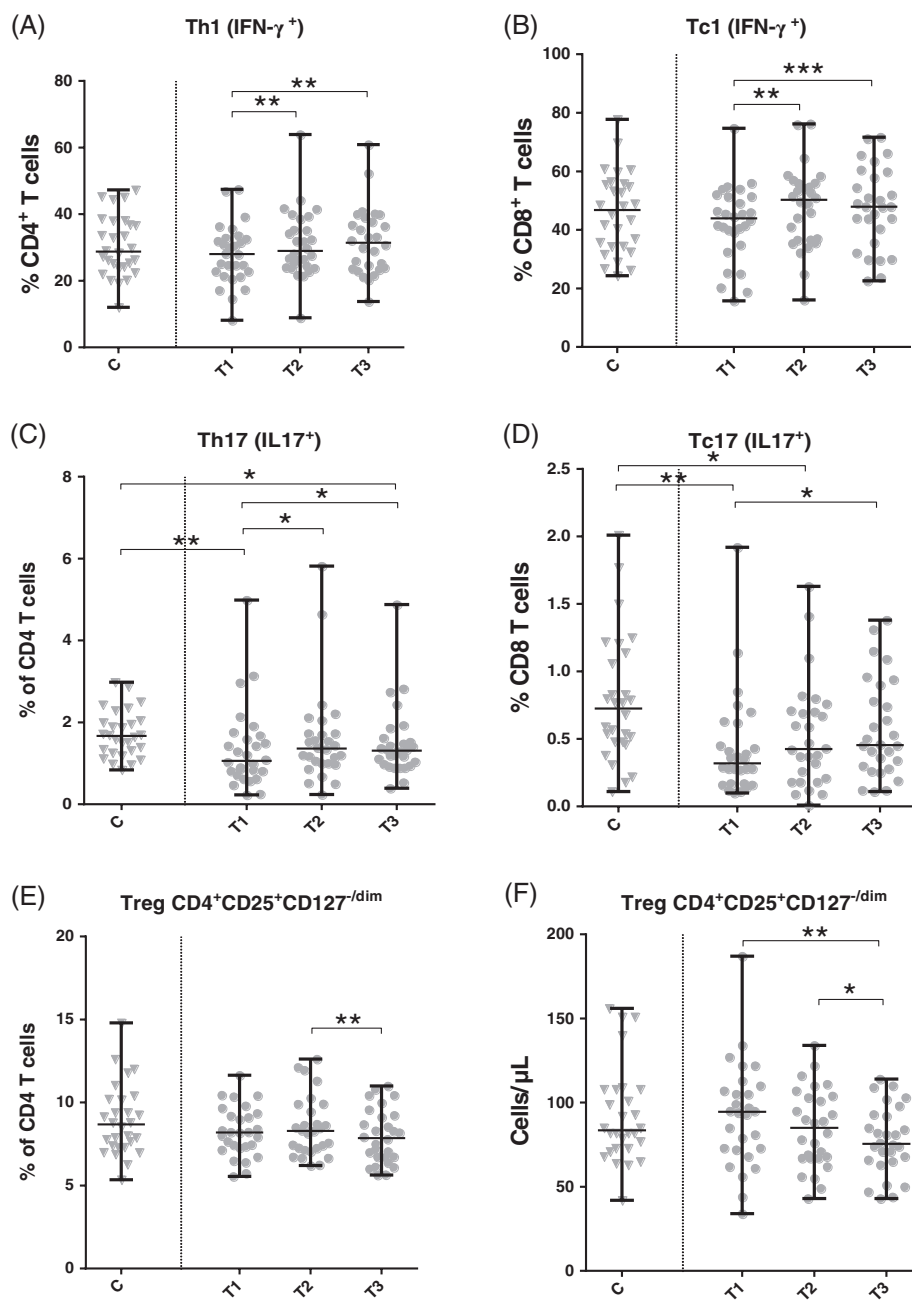 (A)
Th1 (IFN-γ⁺)
% CD4⁺ T cells
80
60
40
20
0
**
**
C
T1
T2
T3
(B)
Tc1 (IFN-γ⁺)
% CD8⁺ T cells
100
80
60
40
20
0
***
**
C
T1
T2
T3
(C)
Th17 (IL17⁺)
% of CD4 T cells
8
6
4
2
0
*
*
*
**
C
T1
T2
T3
(D)
Tc17 (IL17⁺)
% CD8 T cells
2.5
2.0
1.5
1.0
0.5
0.0
*
**
*
C
T1
T2
T3
(E)
Treg CD4⁺CD25⁺CD127⁻/ᵈⁱᵐ
% of CD4 T cells
20
15
10
5
0
**
C
T1
T2
T3
(F)
Treg CD4⁺CD25⁺CD127⁻/ᵈⁱᵐ
Cells/μL
200
150
100
50
0
**
*
C
T1
T2
T3